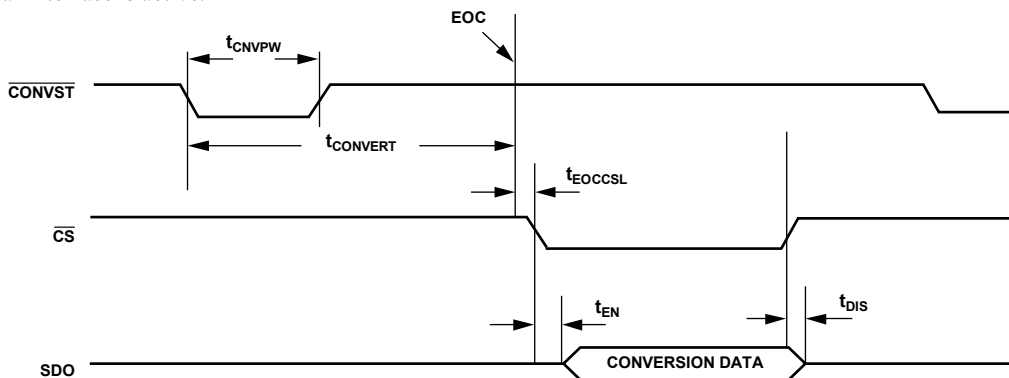 EOC
tCNVPW
CONVST
tCONVERT
tEOCCSL
CS
tEN
tDIS
SDO
CONVERSION DATA